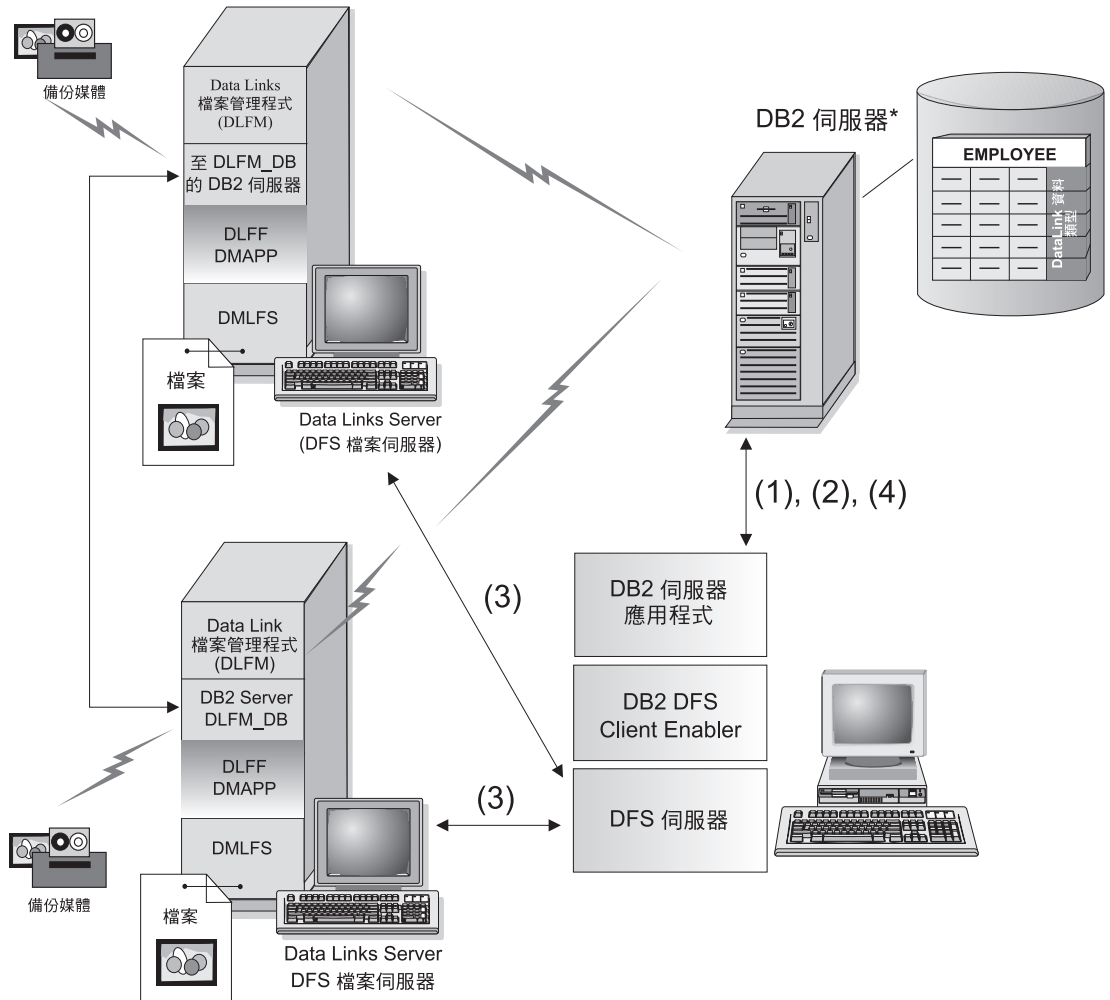 備份媒體
Data Links
檔案管理程式
(DLFM)
至 DLFM_DB
的 DB2 伺服器
DLFF
DMAPP
DMLFS
檔案
Data Links Server
(DFS 檔案伺服器)
DB2 伺服器*
EMPLOYEE
DataLink 資料
類型
(1), (2), (4)
(3)
(3)
DB2 伺服器
應用程式
DB2 DFS
Client Enabler
DFS 伺服器
Data Link
檔案管理程式
(DLFM)
DB2 Server
DLFM_DB
DLFF
DMAPP
DMLFS
備份媒體
檔案
Data Links Server
DFS 檔案伺服器